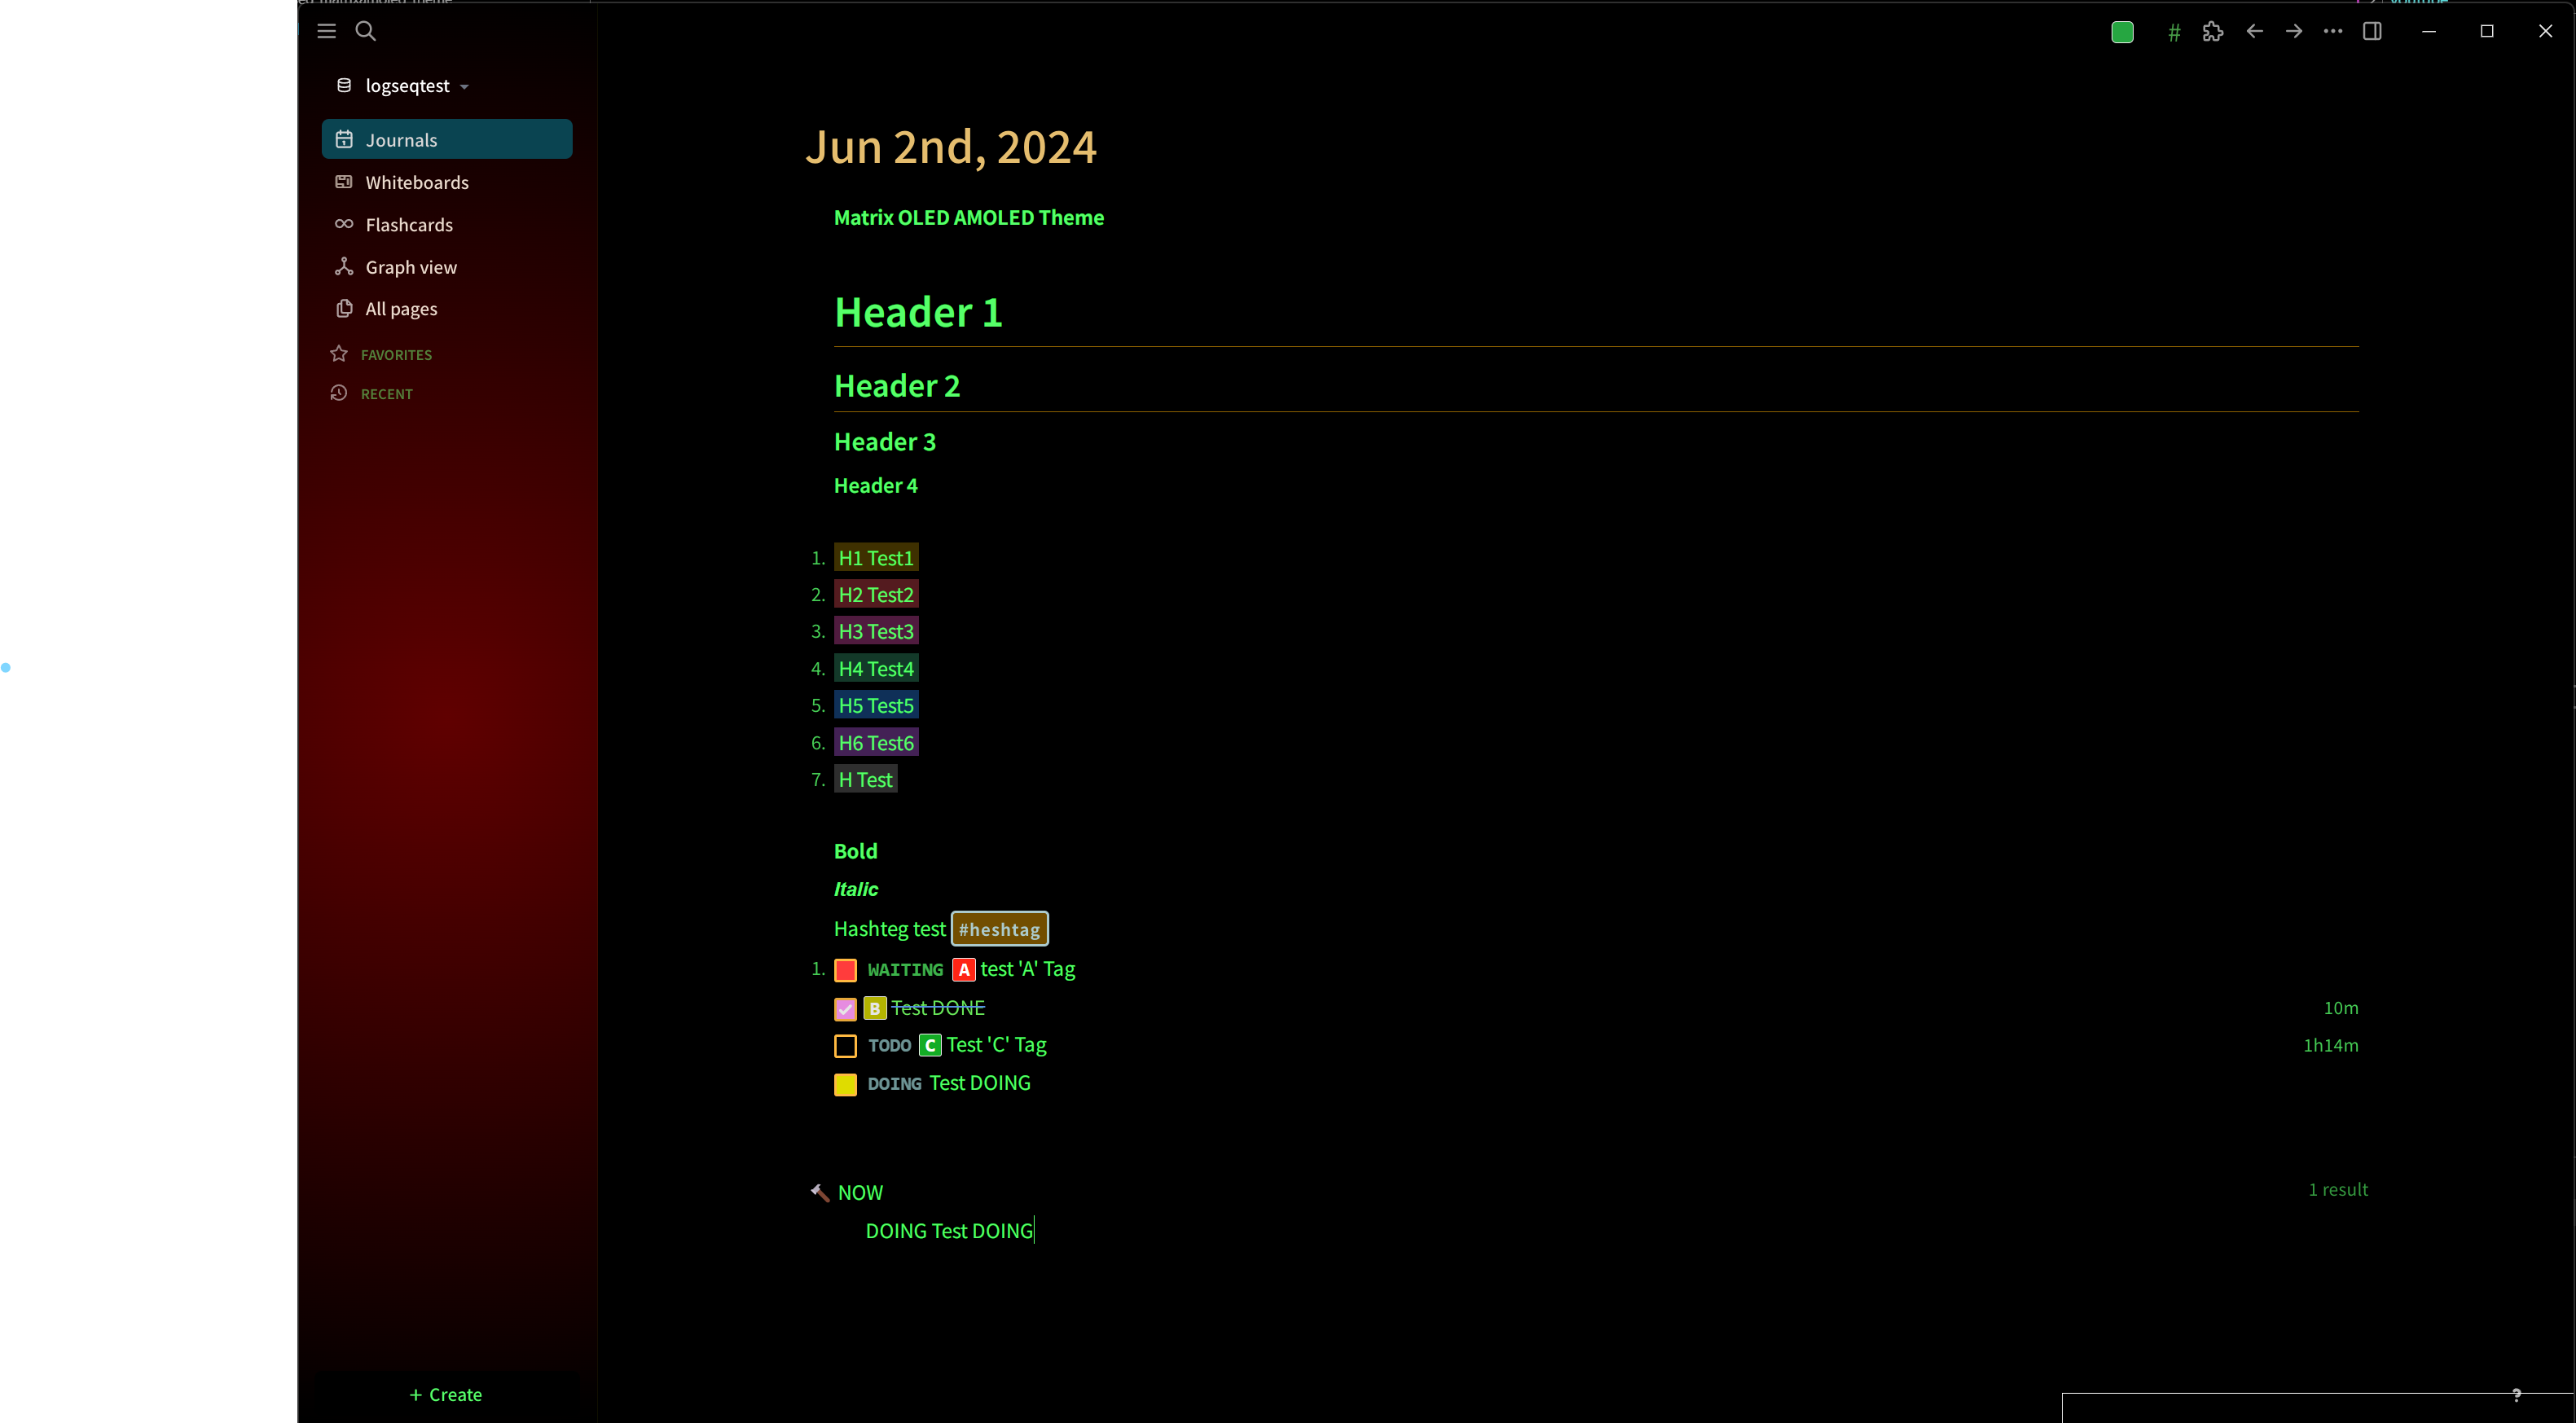 logseqtest
Journals
Whiteboards
Flashcards
Graph view
All pages
FAVORITES
RECENT
+ Create
#
Jun 2nd, 2024
Matrix OLED AMOLED Theme
Header 1
Header 2
Header 3
Header 4
1. H1 Test1
2. H2 Test2
3. H3 Test3
4. H4 Test4
5. H5 Test5
6. H6 Test6
7. H Test
Bold
Italic
Hashteg test #heshtag
1. WAITING A test 'A' Tag
B Test DONE 10m
TODO C Test 'C' Tag 1h14m
DOING Test DOING
🔨 NOW 1 result
DOING Test DOING
?